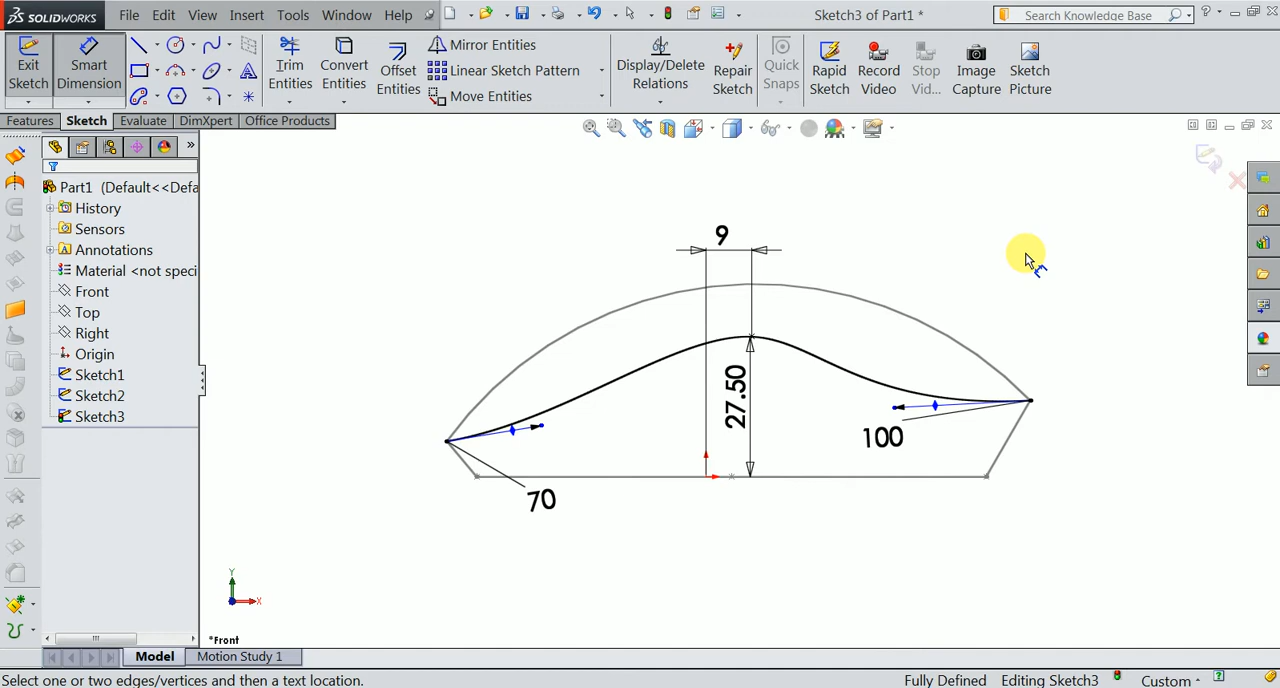 SOLIDWORKS
File Edit View Insert Tools Window Help
Sketch3 of Part1 *
Search Knowledge Base
?
Exit Sketch
Smart Dimension
Trim Entities
Convert Entities
Offset Entities
Mirror Entities
Linear Sketch Pattern
Move Entities
Display/Delete Relations
Repair Sketch
Quick Snaps
Rapid Sketch
Record Video
Stop Vid...
Image Capture
Sketch Picture
Features Sketch Evaluate DimXpert Office Products
Part1 (Default<<Defa
History
Sensors
Annotations
Material <not speci
Front
Top
Right
Origin
Sketch1
Sketch2
Sketch3
9
27.50
100
70
Y
X
*Front
Model Motion Study 1
Select one or two edges/vertices and then a text location.
Fully Defined Editing Sketch3 Custom ?